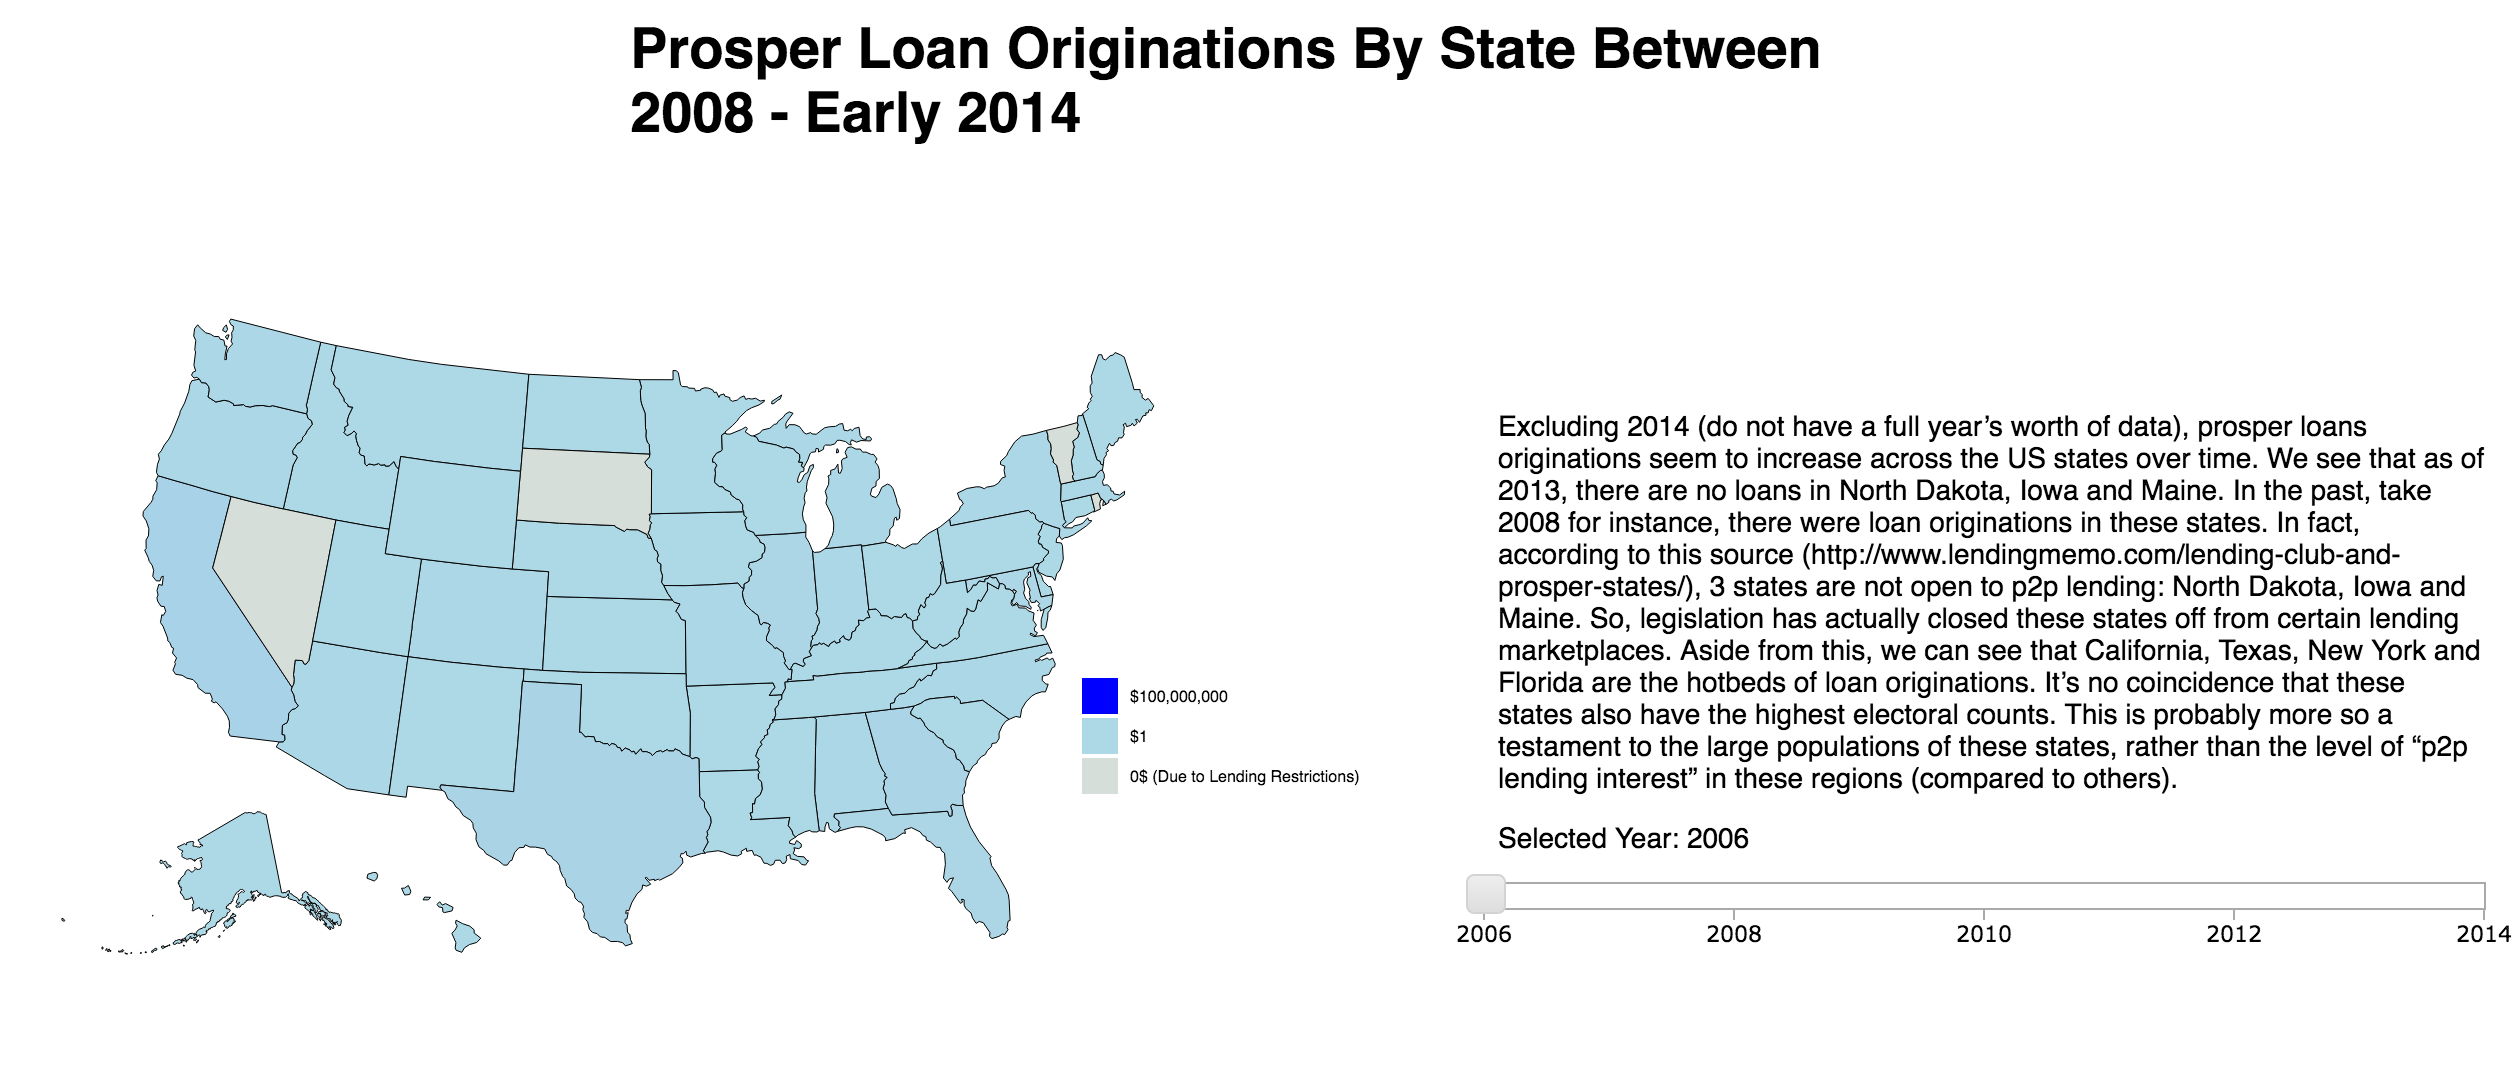 Prosper Loan Originations By State Between
2008 - Early 2014
Excluding 2014 (do not have a full year’s worth of data), prosper loans
originations seem to increase across the US states over time. We see that as of
2013, there are no loans in North Dakota, Iowa and Maine. In the past, take
2008 for instance, there were loan originations in these states. In fact,
according to this source (http://www.lendingmemo.com/lending-club-and-
prosper-states/), 3 states are not open to p2p lending: North Dakota, Iowa and
Maine. So, legislation has actually closed these states off from certain lending
marketplaces. Aside from this, we can see that California, Texas, New York and
Florida are the hotbeds of loan originations. It’s no coincidence that these
states also have the highest electoral counts. This is probably more so a
testament to the large populations of these states, rather than the level of “p2p
lending interest” in these regions (compared to others).
$100,000,000
$1
0$ (Due to Lending Restrictions)
Selected Year: 2006
2006 2008 2010 2012 2014